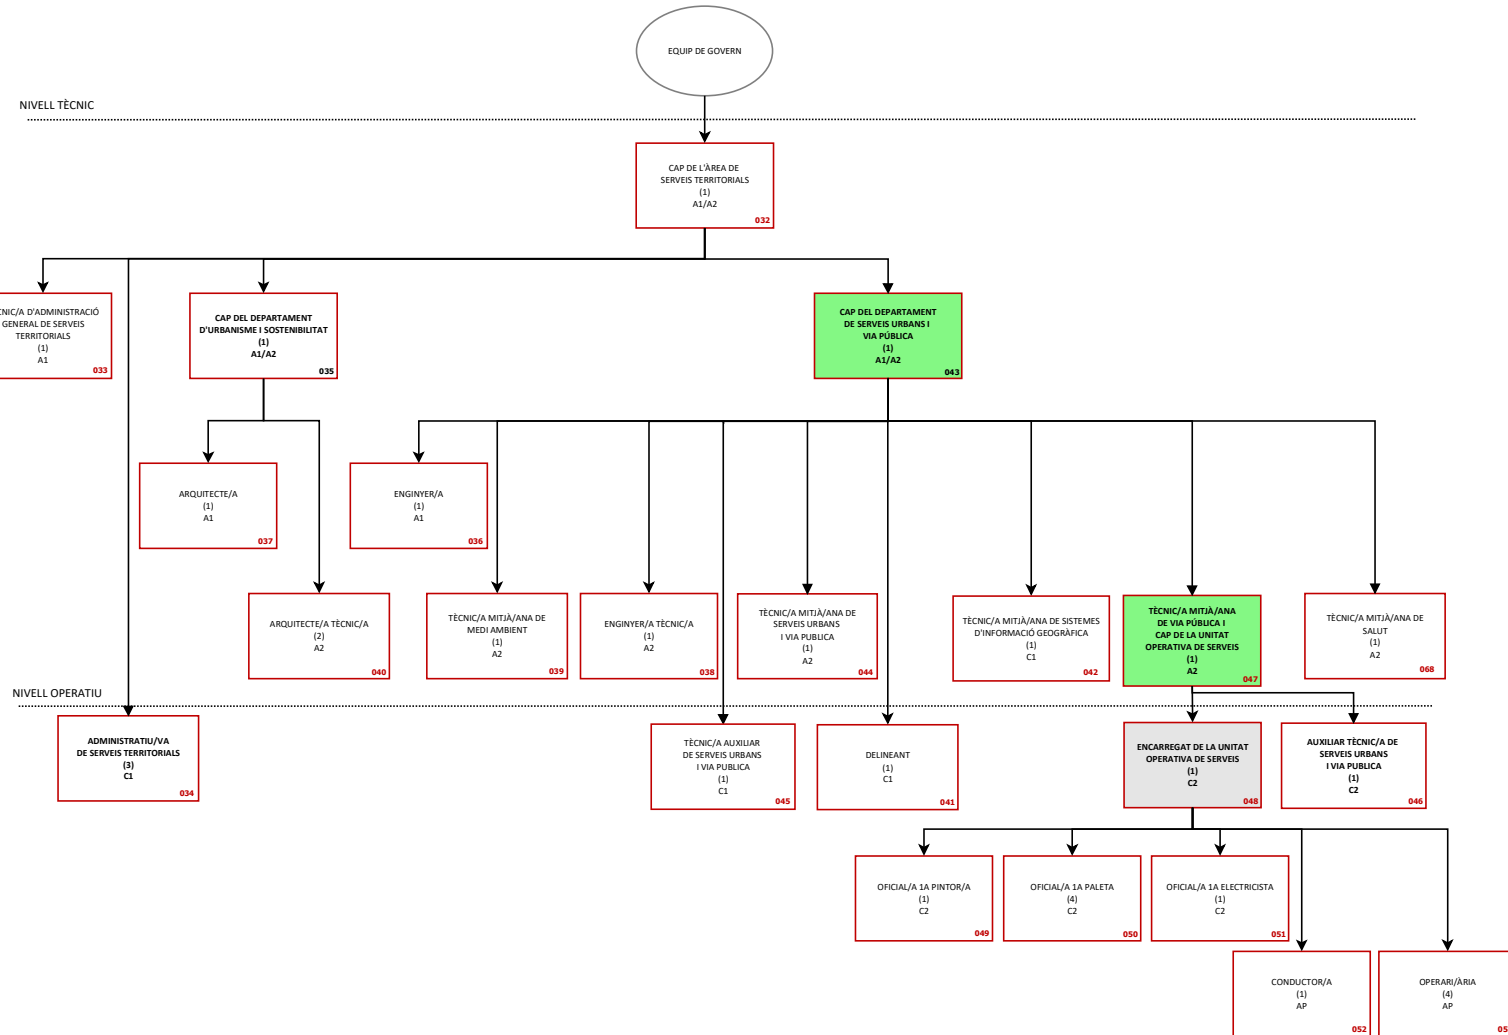 EQUIP DE GOVERN
NIVELL TÈCNIC
CAP DE L'ÀREA DE
SERVEIS TERRITORIALS
(1)
A1/A2
032
D'ADMINISTRACIÓ
GENERAL DE SERVEIS
TERRITORIALS
(1)
A1
033
CAP DEL DEPARTAMENT
D'URBANISME I SOSTENIBILITAT
(1)
A1/A2
035
CAP DEL DEPARTAMENT
DE SERVEIS URBANS I
VIA PÚBLICA
(1)
A1/A2
043
ARQUITECTE/A
(1)
A1
037
ENGINYER/A
(1)
A1
036
ARQUITECTE/A TÈCNIC/A
(2)
A2
040
TÈCNIC/A MITJÀ/ANA DE
MEDI AMBIENT
(1)
A2
039
ENGINYER/A TÈCNIC/A
(1)
A2
038
TÈCNIC/A MITJÀ/ANA DE
SERVEIS URBANS
I VIA PUBLICA
(1)
A2
044
TÈCNIC/A MITJÀ/ANA DE SISTEMES
D'INFORMACIÓ GEOGRÀFICA
(1)
C1
042
TÈCNIC/A MITJÀ/ANA
DE VIA PÚBLICA I
CAP DE LA UNITAT
OPERATIVA DE SERVEIS
(1)
A2
047
TÈCNIC/A MITJÀ/ANA DE
SALUT
(1)
A2
068
NIVELL OPERATIU
ADMINISTRATIU/VA
DE SERVEIS TERRITORIALS
(3)
C1
034
TÈCNIC/A AUXILIAR
DE SERVEIS URBANS
I VIA PUBLICA
(1)
C1
045
DELINEANT
(1)
C1
041
ENCARREGAT DE LA UNITAT
OPERATIVA DE SERVEIS
(1)
C2
048
AUXILIAR TÈCNIC/A DE
SERVEIS URBANS
I VIA PUBLICA
(1)
C2
046
OFICIAL/A 1A PINTOR/A
(1)
C2
049
OFICIAL/A 1A PALETA
(4)
C2
050
OFICIAL/A 1A ELECTRICISTA
(1)
C2
051
CONDUCTOR/A
(1)
AP
052
OPERARI/ÀRIA
(4)
AP